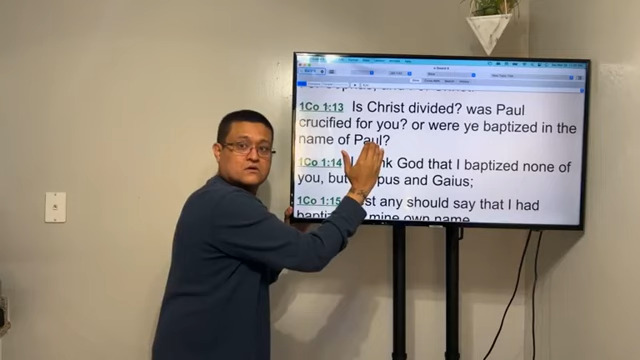 1Co 1:13 Is Christ divided? was Paul
crucified for you? or were ye baptized in the
name of Paul?
1Co 1:14 God that I baptized none of
you, but and Gaius;
1Co 1:15 any should say that I had
mine own name